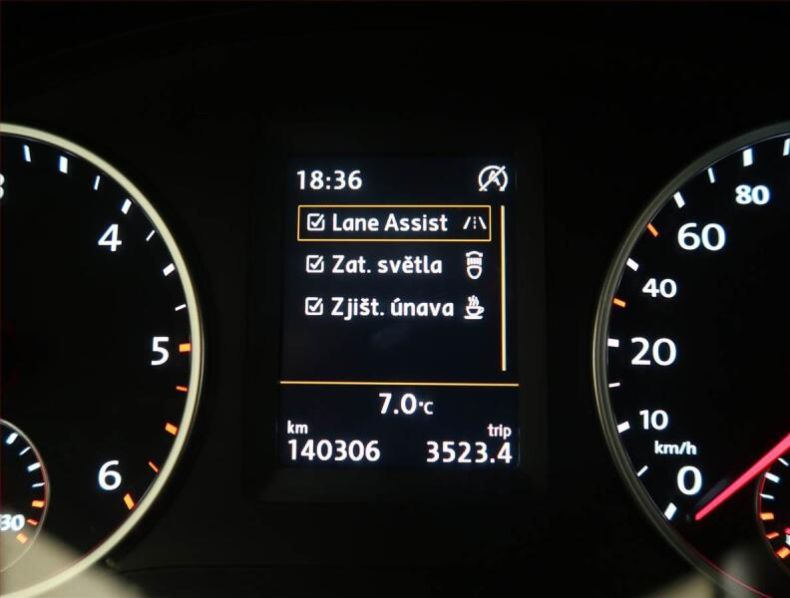 18:36
Lane Assist
Zat. světla
Zjišt. únava
7.0°C
km trip
140306 3523.4
4
5
6
30
80
60
40
20
10
km/h
0